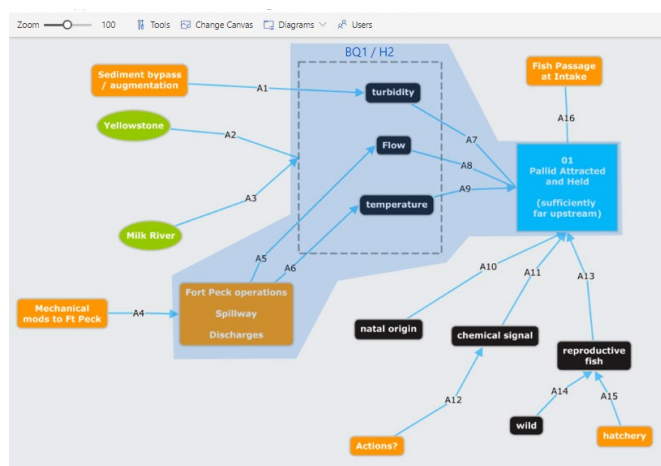 Zoom 100 Tools Change Canvas Diagrams Users
BQ1 / H2
Sediment bypass
/ augmentation
A1
turbidity
Fish Passage
at Intake
A16
Yellowstone
A2
Flow
A7
A8
A9
01
Pallid Attracted
and Held
(sufficiently
far upstream)
A3
temperature
Milk River
A5
A6
A10
A11
A13
Fort Peck operations
Spillway
Discharges
Mechanical
mods to Ft Peck
A4
natal origin
chemical signal
reproductive
fish
A12
A14
A15
wild
hatchery
Actions?